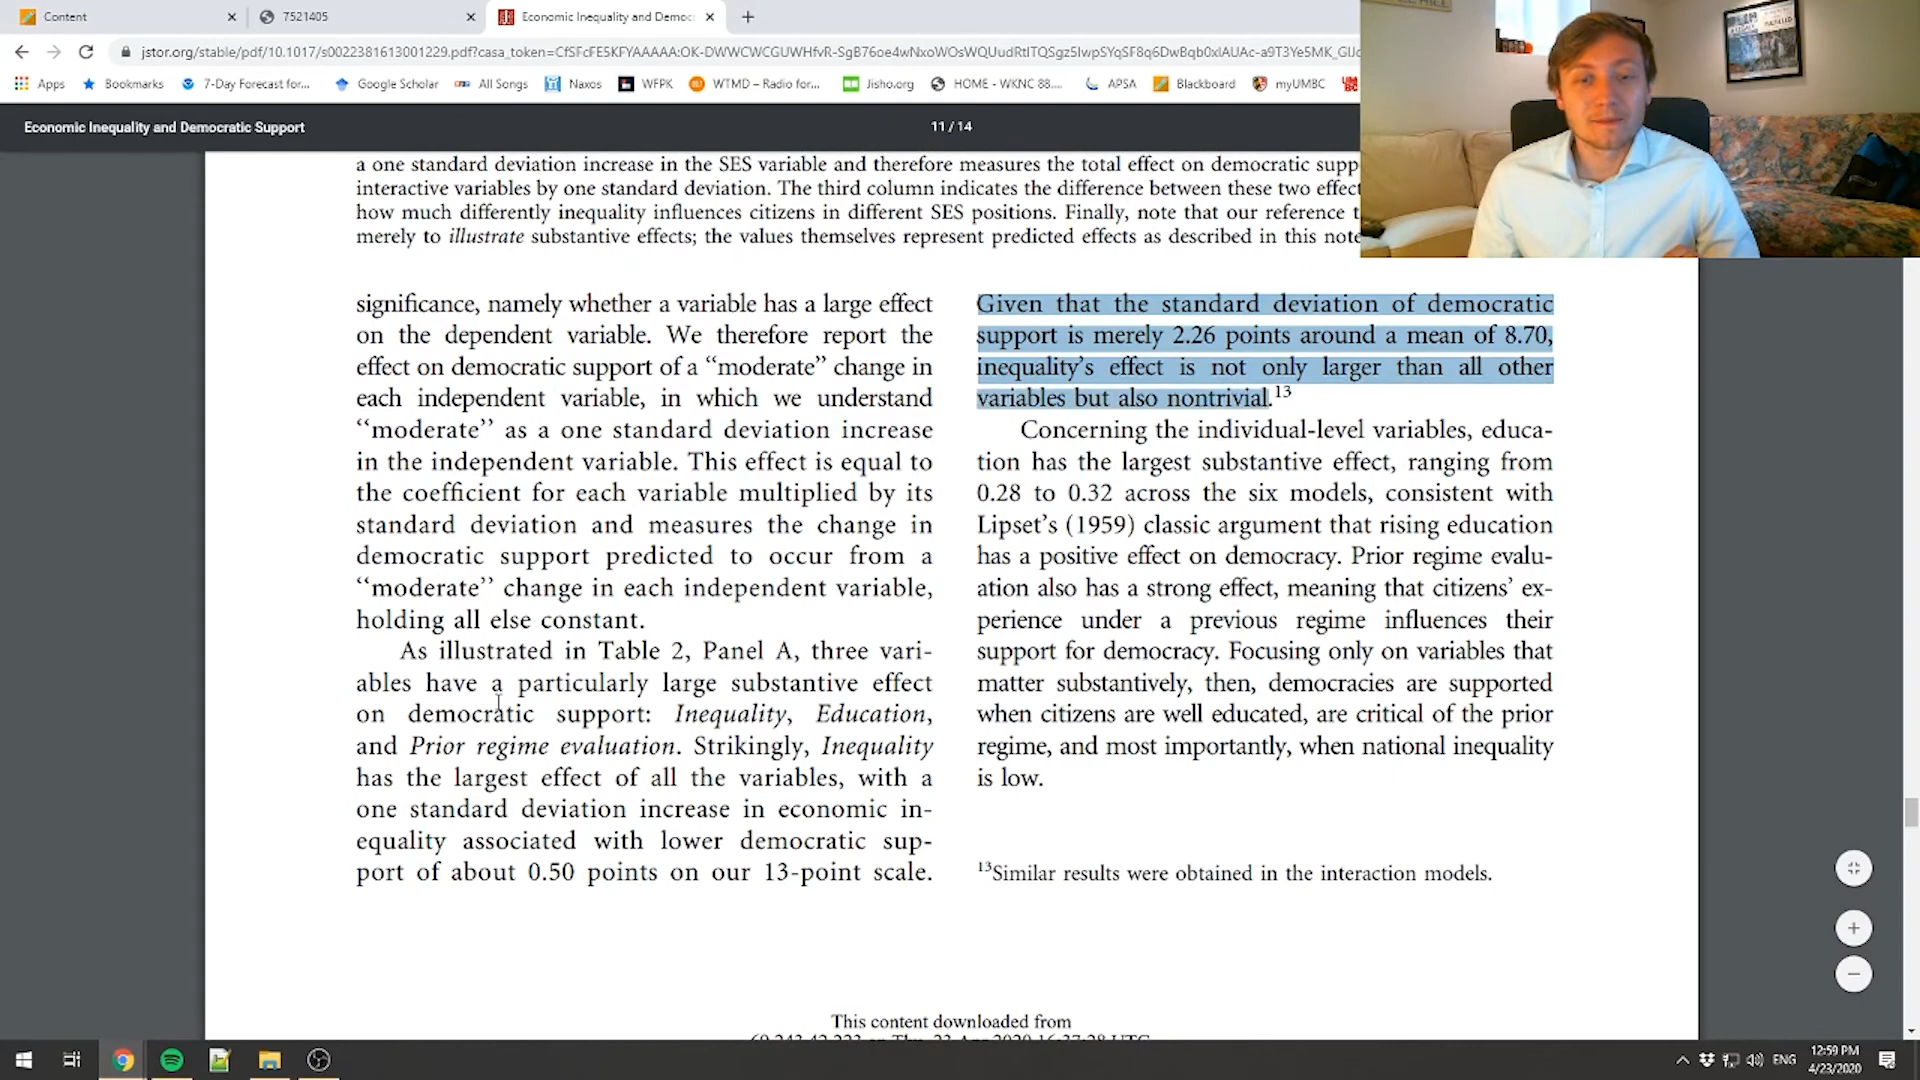 Content
7521405
Economic Inequality and Democ
jstor.org/stable/pdf/10.1017/s0022381613001229.pdf?casa_token=
Apps
Bookmarks
7-Day Forecast for...
Google Scholar
All Songs
Naxos
WFPK
WTMD – Radio for...
Jisho.org
HOME - WKNC 88....
APSA
Blackboard
myUMBC
Economic Inequality and Democratic Support
11 / 14
a one standard deviation increase in the SES variable and therefore measures the total effect on democratic supp
interactive variables by one standard deviation. The third column indicates the difference between these two effect
how much differently inequality influences citizens in different SES positions. Finally, note that our reference t
merely to illustrate substantive effects; the values themselves represent predicted effects as described in this note
significance, namely whether a variable has a large effect
on the dependent variable. We therefore report the
effect on democratic support of a “moderate” change in
each independent variable, in which we understand
“moderate” as a one standard deviation increase
in the independent variable. This effect is equal to
the coefficient for each variable multiplied by its
standard deviation and measures the change in
democratic support predicted to occur from a
“moderate” change in each independent variable,
holding all else constant.
As illustrated in Table 2, Panel A, three vari-
ables have a particularly large substantive effect
on democratic support: Inequality, Education,
and Prior regime evaluation. Strikingly, Inequality
has the largest effect of all the variables, with a
one standard deviation increase in economic in-
equality associated with lower democratic sup-
port of about 0.50 points on our 13-point scale.
Given that the standard deviation of democratic
support is merely 2.26 points around a mean of 8.70,
inequality’s effect is not only larger than all other
variables but also nontrivial.13
Concerning the individual-level variables, educa-
tion has the largest substantive effect, ranging from
0.28 to 0.32 across the six models, consistent with
Lipset’s (1959) classic argument that rising education
has a positive effect on democracy. Prior regime evalu-
ation also has a strong effect, meaning that citizens’ ex-
perience under a previous regime influences their
support for democracy. Focusing only on variables that
matter substantively, then, democracies are supported
when citizens are well educated, are critical of the prior
regime, and most importantly, when national inequality
is low.
13Similar results were obtained in the interaction models.
This content downloaded from
ENG
12:59 PM
4/23/2020